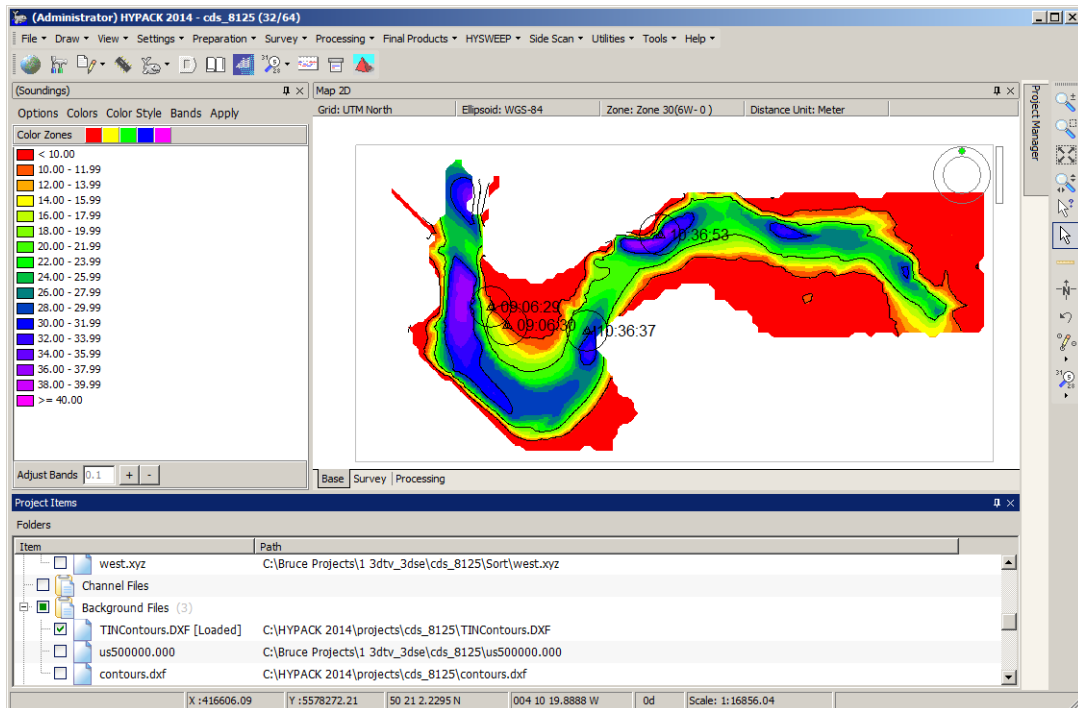 (Administrator) HYPACK 2014 - cds_8125 (32/64)
File Draw View Settings Preparation Survey Processing Final Products HYSWEEP Side Scan Utilities Tools Help
(Soundings)
Options Colors Color Style Bands Apply
Color Zones
< 10.00
10.00 - 11.99
12.00 - 13.99
14.00 - 15.99
16.00 - 17.99
18.00 - 19.99
20.00 - 21.99
22.00 - 23.99
24.00 - 25.99
26.00 - 27.99
28.00 - 29.99
30.00 - 31.99
32.00 - 33.99
34.00 - 35.99
36.00 - 37.99
38.00 - 39.99
>= 40.00
Adjust Bands 0.1 + -
Map 2D
Grid: UTM North Ellipsoid: WGS-84 Zone: Zone 30(6W- 0 ) Distance Unit: Meter
10:36:53
09:06:29
09:06:30
10:36:37
Base Survey Processing
Project Manager
N
Project Items
Folders
Item Path
west.xyz C:\Bruce Projects\1 3dtv_3dse\cds_8125\Sort\west.xyz
Channel Files
Background Files (3)
TINContours.DXF [Loaded] C:\HYPACK 2014\projects\cds_8125\TINContours.DXF
us500000.000 C:\Bruce Projects\1 3dtv_3dse\cds_8125\us500000.000
contours.dxf C:\HYPACK 2014\projects\cds_8125\contours.dxf
X :416606.09 Y :5578272.21 50 21 2.2295 N 004 10 19.8888 W 0d Scale: 1:16856.04